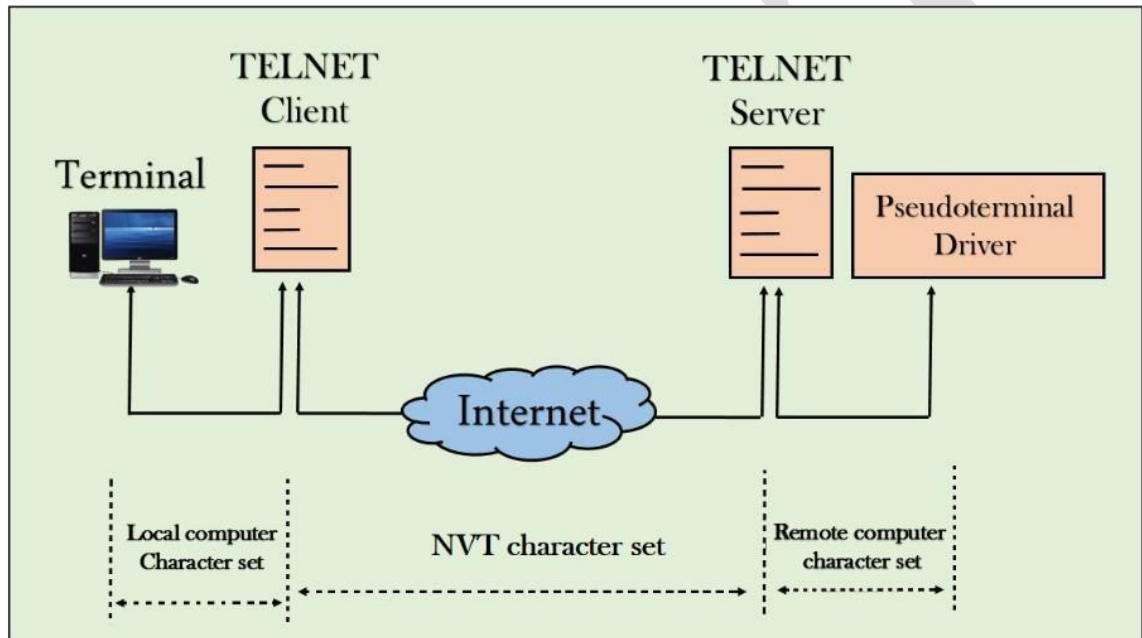 TELNET
Client
TELNET
Server
Terminal
Pseudoterminal
Driver
Internet
Local computer
Character set
NVT character set
Remote computer
character set